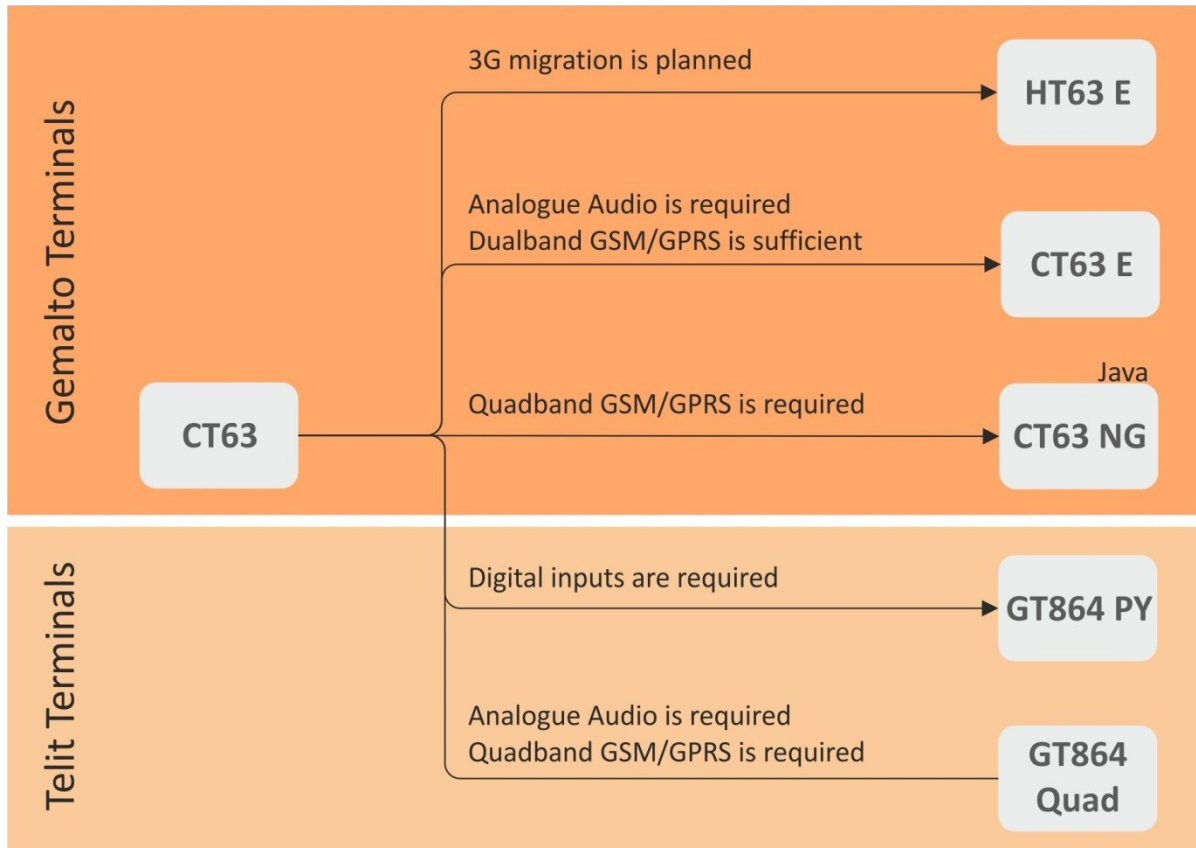 Gemalto Terminals
3G migration is planned
HT63 E
Analogue Audio is required
Dualband GSM/GPRS is sufficient
CT63 E
Java
CT63
Quadband GSM/GPRS is required
CT63 NG
Telit Terminals
Digital inputs are required
GT864 PY
Analogue Audio is required
Quadband GSM/GPRS is required
GT864
Quad